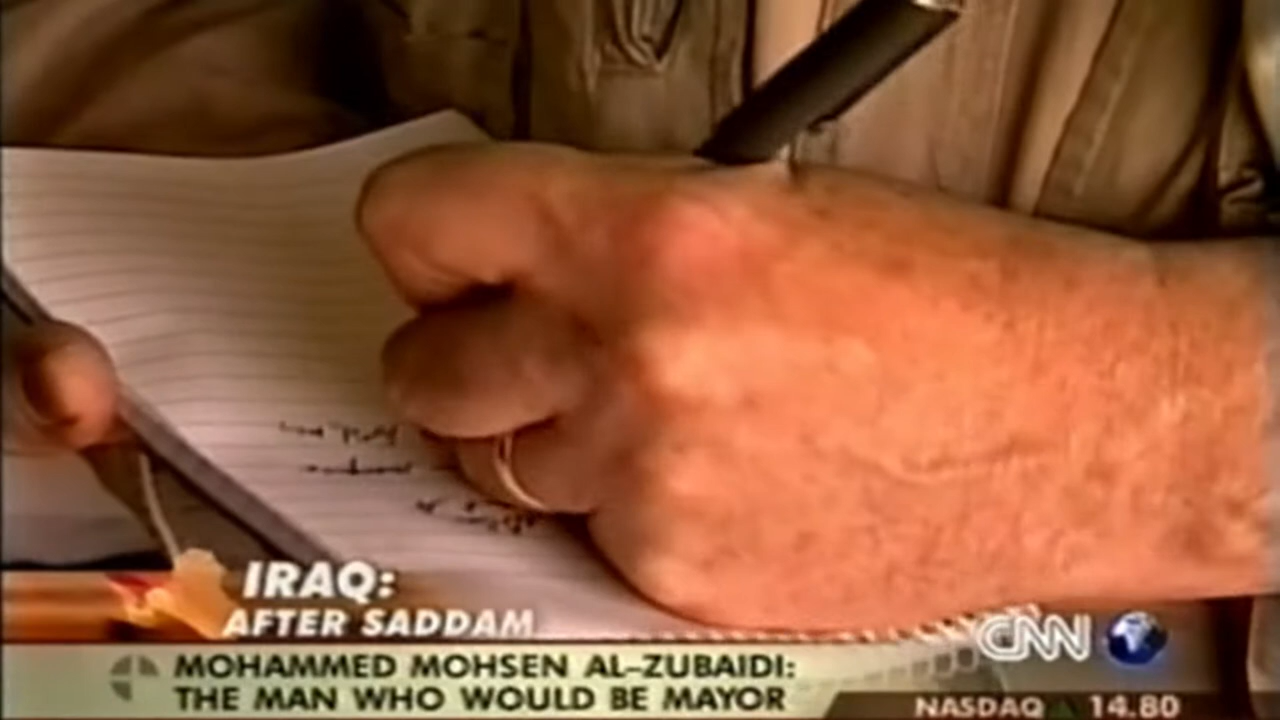 IRAQ:
AFTER SADDAM
CNN
MOHAMMED MOHSEN AL-ZUBAIDI:
THE MAN WHO WOULD BE MAYOR
NASDAQ 14.80